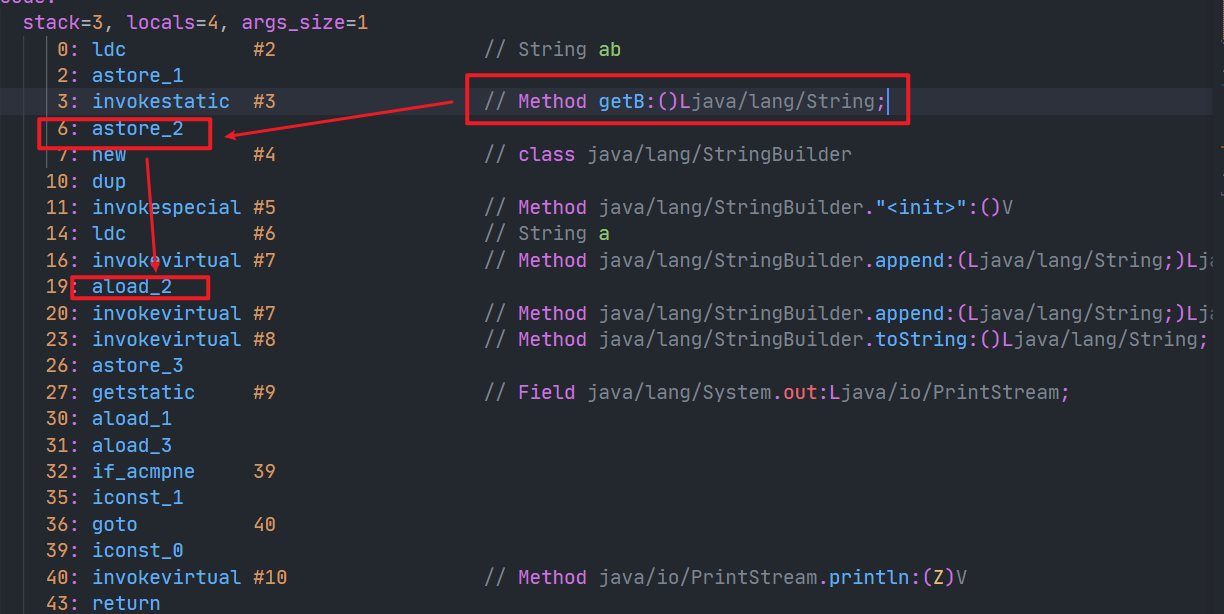 code:
stack=3, locals=4, args_size=1
0: ldc #2 // String ab
2: astore_1
3: invokestatic #3 // Method getB:()Ljava/lang/String;
6: astore_2
7: new #4 // class java/lang/StringBuilder
10: dup
11: invokespecial #5 // Method java/lang/StringBuilder."<init>":()V
14: ldc #6 // String a
16: invokevirtual #7 // Method java/lang/StringBuilder.append:(Ljava/lang/String;)Lja
19: aload_2
20: invokevirtual #7 // Method java/lang/StringBuilder.append:(Ljava/lang/String;)Lja
23: invokevirtual #8 // Method java/lang/StringBuilder.toString:()Ljava/lang/String;
26: astore_3
27: getstatic #9 // Field java/lang/System.out:Ljava/io/PrintStream;
30: aload_1
31: aload_3
32: if_acmpne 39
35: iconst_1
36: goto 40
39: iconst_0
40: invokevirtual #10 // Method java/io/PrintStream.println:(Z)V
43: return